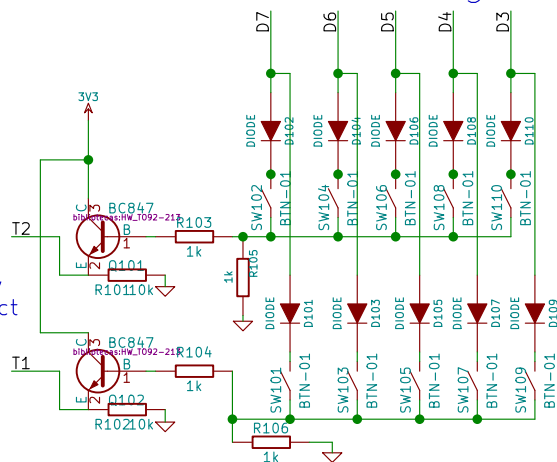 D7
D6
D5
D4
D3
3V3
DIODE
D102
DIODE
D104
DIODE
D106
DIODE
D108
DIODE
D110
SW102
BTN-01
SW104
BTN-01
SW106
BTN-01
SW108
BTN-01
SW110
BTN-01
C
3
BC847
bibliotecas:HW_TO92-213
T2
B
1
E
2
Q101
R103
1k
R101
10k
1k
R105
ct
C
3
BC847
bibliotecas:HW_TO92-213
T1
B
1
E
2
Q102
R104
1k
R102
10k
DIODE
D101
DIODE
D103
DIODE
D105
DIODE
D107
DIODE
D109
SW101
BTN-01
SW103
BTN-01
SW105
BTN-01
SW107
BTN-01
SW109
BTN-01
R106
1k